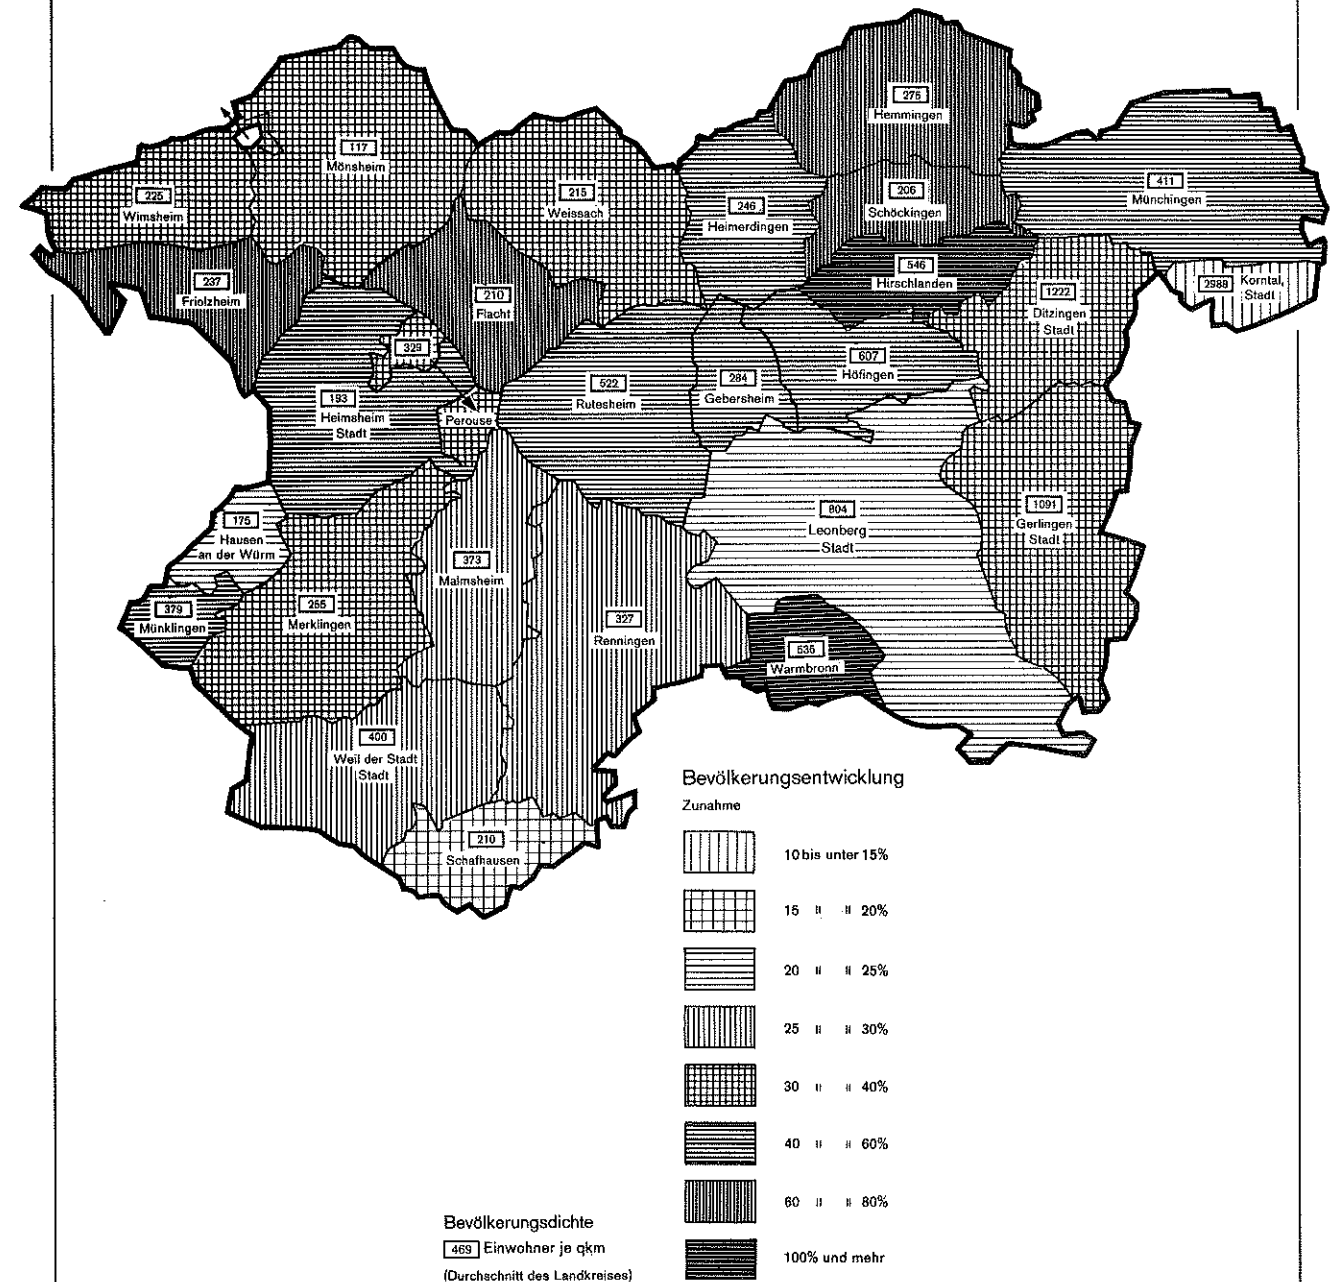 275
Hemmingen
117
Mönsheim
411
Münchingen
225
Wimsheim
215
Weissach
206
Schöckingen
246
Heimerdingen
546
Hirschlanden
237
Friolzheim
210
Flacht
1222
Ditzingen
Stadt
2988
Korntal,
Stadt
329
607
Höfingen
522
Rutesheim
284
Gebersheim
193
Heimsheim
Stadt
Perouse
804
Leonberg
Stadt
1091
Gerlingen
Stadt
175
Hausen
an der Würm
373
Malmsheim
379
Münklingen
255
Merklingen
327
Renningen
535
Warmbronn
400
Weil der Stadt
Stadt
210
Schafhausen
Bevölkerungsentwicklung
Zunahme
10 bis unter 15%
15 " " 20%
20 " " 25%
25 " " 30%
30 " " 40%
40 " " 60%
60 " " 80%
100% und mehr
Bevölkerungsdichte
469 Einwohner je qkm
(Durchschnitt des Landkreises)